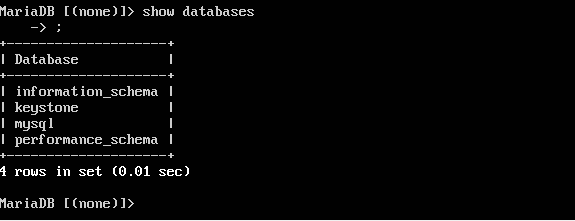 MariaDB [(none)]> show databases
    -> ;
+--------------------+
| Database           |
+--------------------+
| information_schema |
| keystone           |
| mysql              |
| performance_schema |
+--------------------+
4 rows in set (0.01 sec)
MariaDB [(none)]>